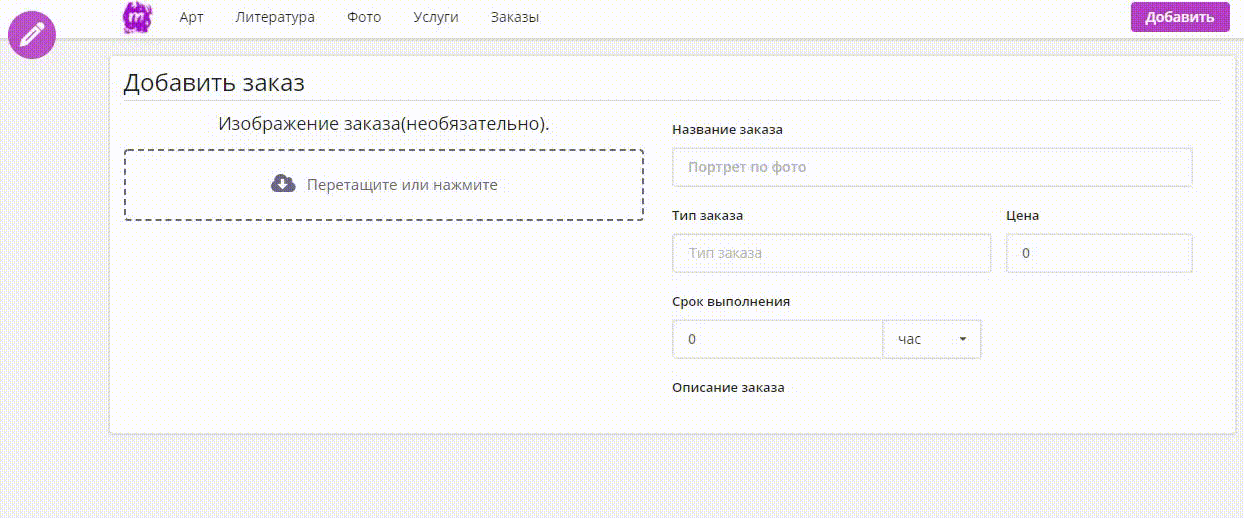 Арт Литература Фото Услуги Заказы Добавить
Добавить заказ
Изображение заказа(необязательно).
Перетащите или нажмите
Название заказа
Портрет по фото
Тип заказа Цена
Тип заказа 0
Срок выполнения
0 час
Описание заказа